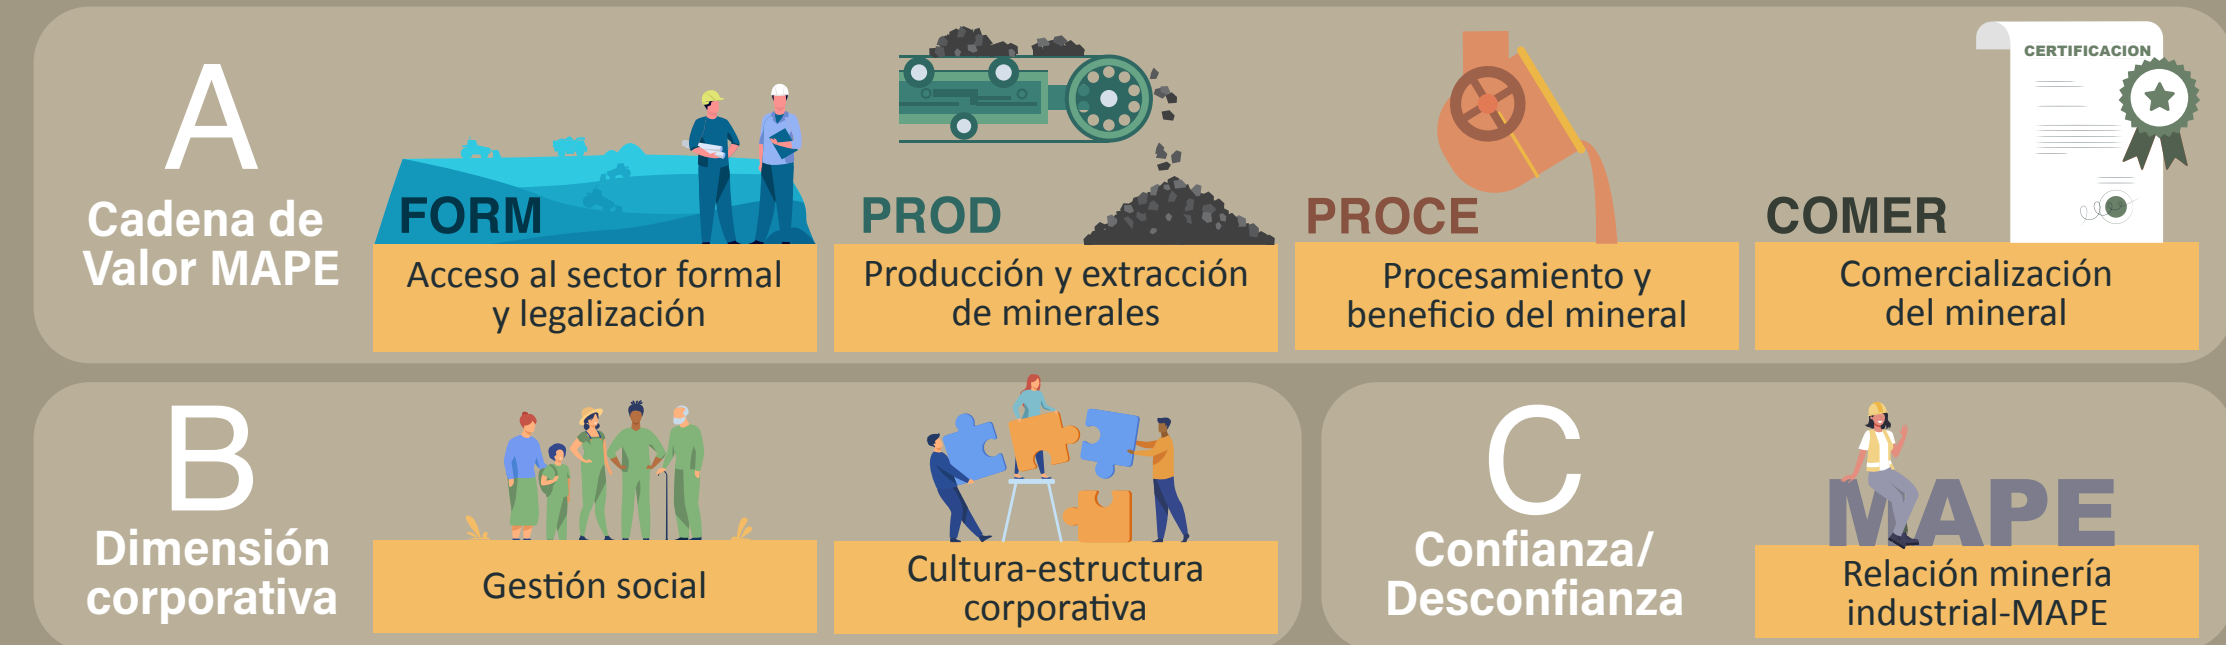 A
Cadena de
Valor MAPE
FORM
Acceso al sector formal
y legalización
PROD
Producción y extracción
de minerales
PROCE
Procesamiento y
beneficio del mineral
CERTIFICACION
COMER
Comercialización
del mineral
B
Dimensión
corporativa
Gestión social
Cultura-estructura
corporativa
C
Confianza/
Desconfianza
MAPE
Relación minería
industrial-MAPE